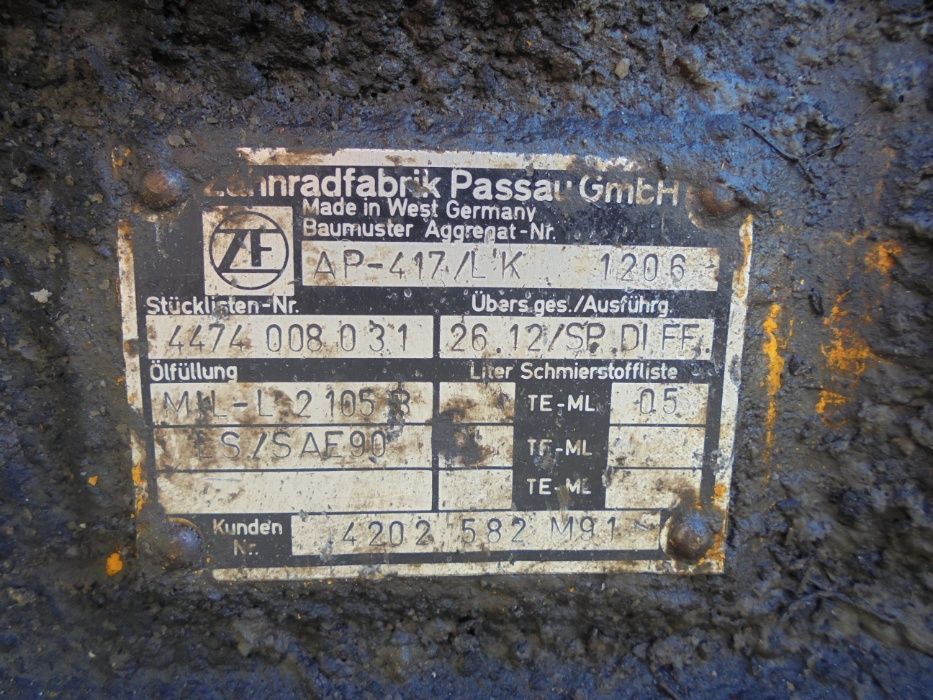 Zahnradfabrik Passau GmbH
Made in West Germany
Baumuster Aggregat-Nr.
ZF
AP-417/LK 1206
Stücklisten-Nr. Übers.ges./Ausführg.
4474 008 031 26.12/SP.DIFF.
Ölfüllung Liter Schmierstoffliste
MIL-L 2105 B TE-ML 05
LS/SAE90 TE-ML
TE-ML
Kunden Nr. 4202 582 M91